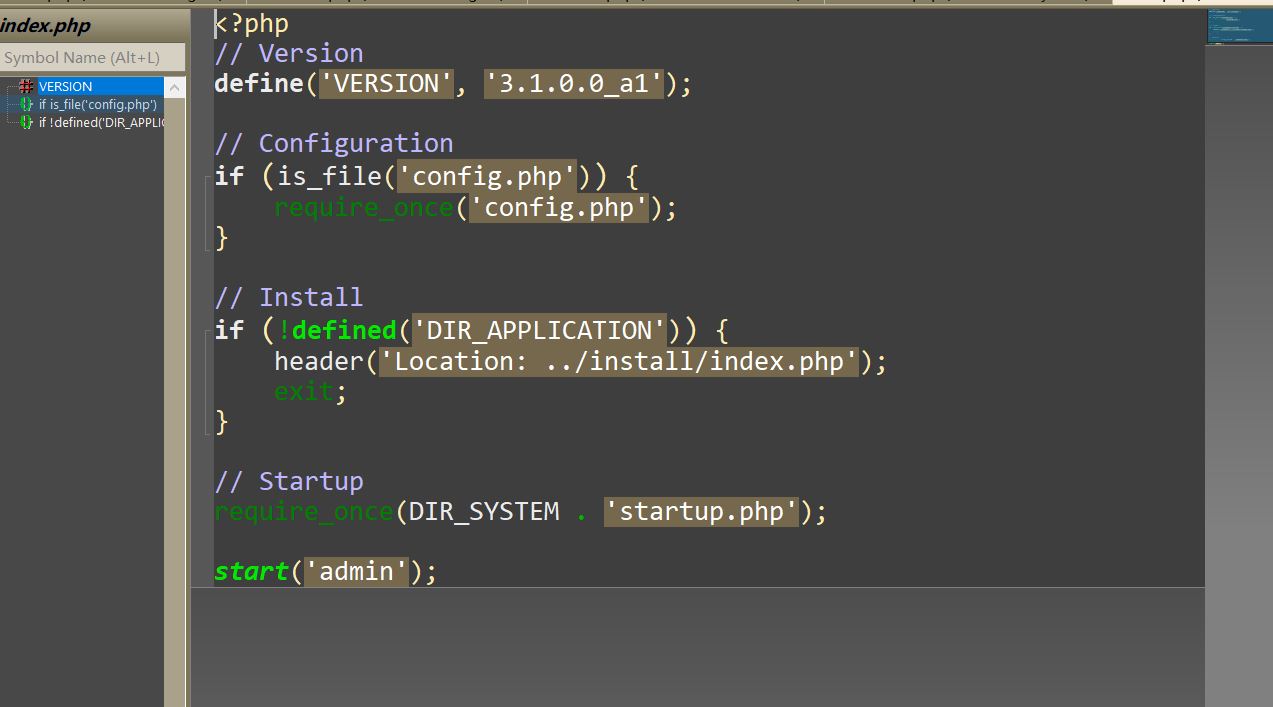 index.php
Symbol Name (Alt+L)
VERSION
if is_file('config.php')
if !defined('DIR_APPLIC
<?php
// Version
define('VERSION', '3.1.0.0_a1');
// Configuration
if (is_file('config.php')) {
require_once('config.php');
}
// Install
if (!defined('DIR_APPLICATION')) {
header('Location: ../install/index.php');
exit;
}
// Startup
require_once(DIR_SYSTEM . 'startup.php');
start('admin');